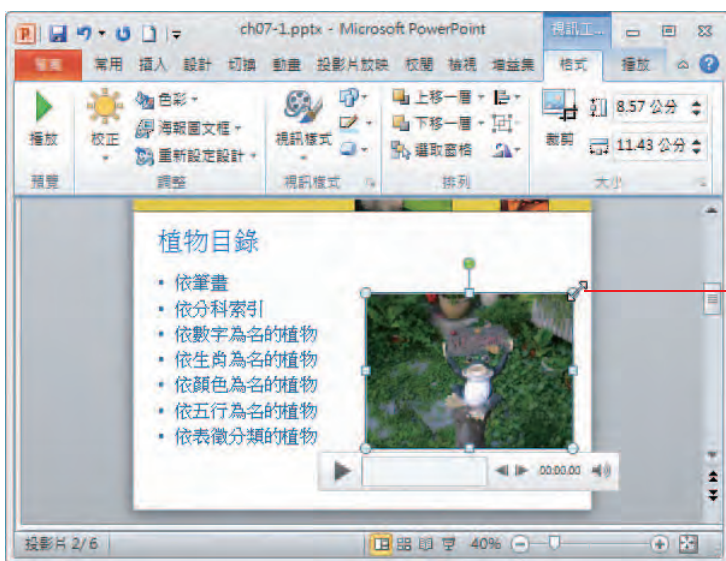 ch07-1.pptx - Microsoft PowerPoint
視訊工...
檔案 常用 插入 設計 切換 動畫 投影片放映 校閱 檢視 增益集 格式 播放
播放
預覽
校正
色彩
海報圖文框
重新設定設計
調整
視訊樣式
視訊樣式
上移一層
下移一層
選取窗格
排列
裁剪
8.57 公分
11.43 公分
大小
植物目錄
• 依筆畫
• 依分科索引
• 依數字為名的植物
• 依生肖為名的植物
• 依顏色為名的植物
• 依五行為名的植物
• 依表徵分類的植物
00:00.00
投影片 2/6
40%